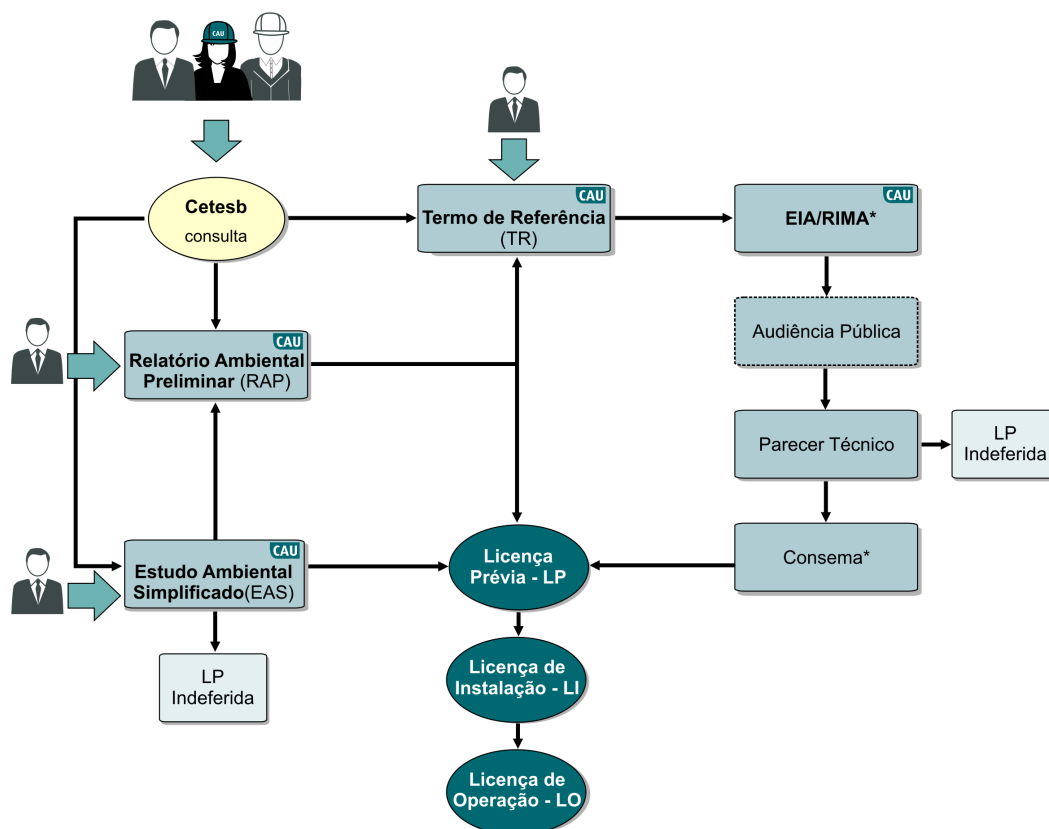 CAU
CAU
Cetesb
consulta
Termo de Referência
(TR)
CAU
EIA/RIMA*
Audiência Pública
CAU
Relatório Ambiental
Preliminar (RAP)
Parecer Técnico
LP
Indeferida
CAU
Estudo Ambiental
Simplificado(EAS)
Licença
Prévia - LP
Consema*
LP
Indeferida
Licença de
Instalação - LI
Licença de
Operação - LO